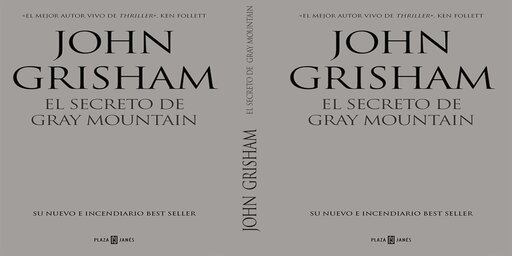 «EL MEJOR AUTOR VIVO DE THRILLER». KEN FOLLETT
JOHN
GRISHAM
EL SECRETO DE
GRAY MOUNTAIN
SU NUEVO E INCENDIARIO BEST SELLER
PLAZA JANÉS
JOHN GRISHAM EL SECRETO DE GRAY MOUNTAIN
«EL MEJOR AUTOR VIVO DE THRILLER». KEN FOLLETT
JOHN
GRISHAM
EL SECRETO DE
GRAY MOUNTAIN
SU NUEVO E INCENDIARIO BEST SELLER
PLAZA JANÉS